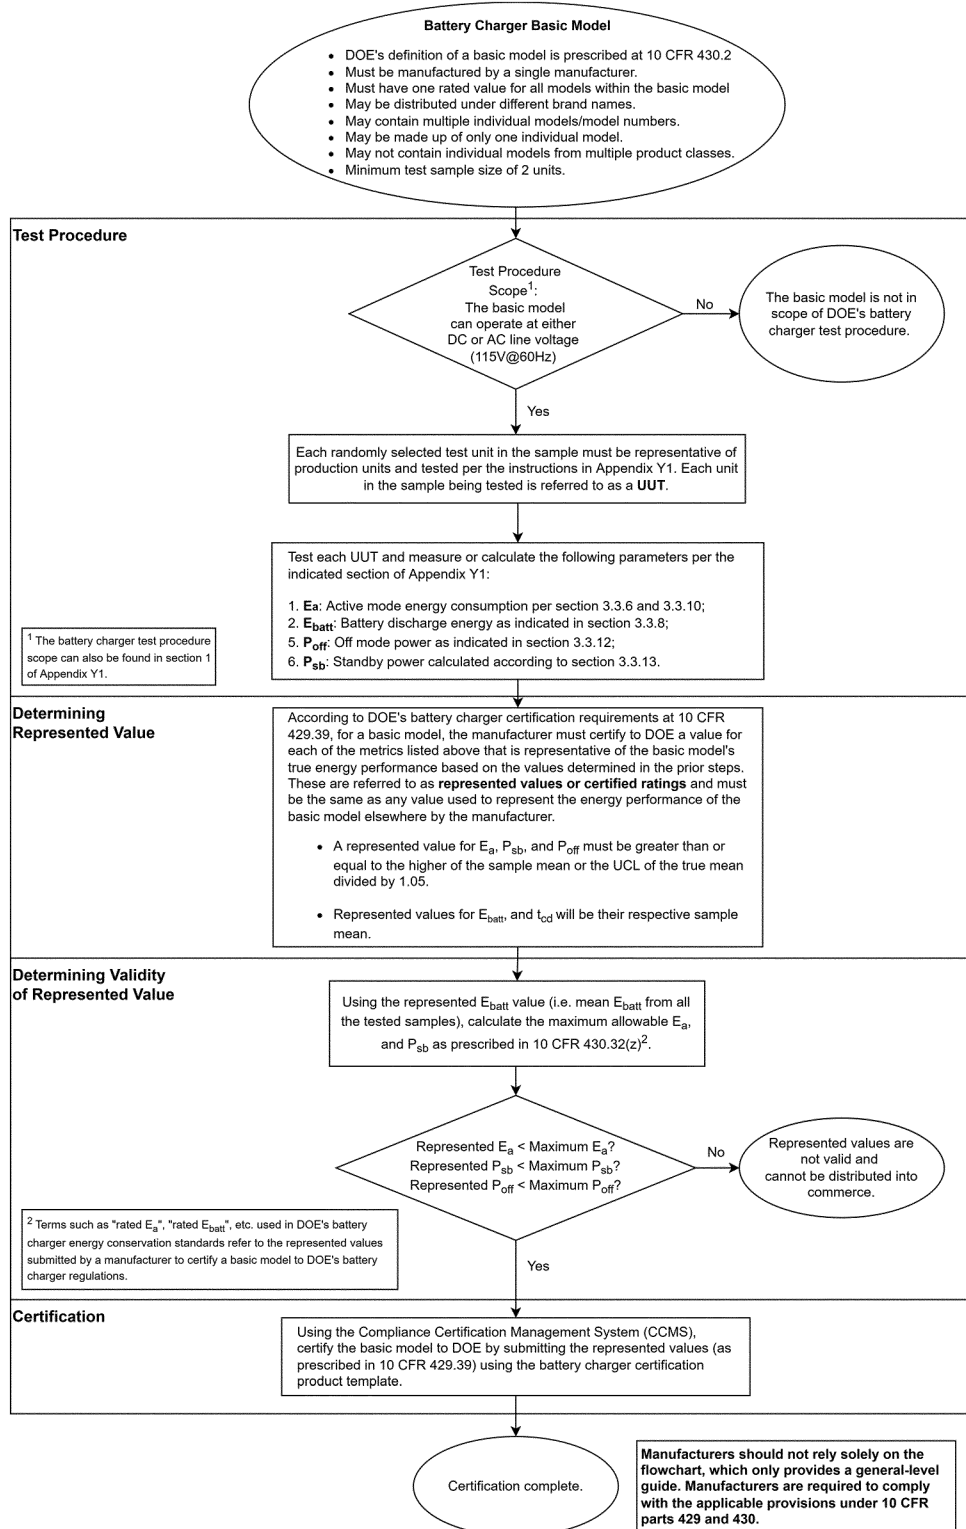 Battery Charger Basic Model
• DOE's definition of a basic model is prescribed at 10 CFR 430.2
• Must be manufactured by a single manufacturer.
• Must have one rated value for all models within the basic model
• May be distributed under different brand names.
• May contain multiple individual models/model numbers.
• May be made up of only one individual model.
• May not contain individual models from multiple product classes.
• Minimum test sample size of 2 units.
Test Procedure
Test Procedure
Scope1:
The basic model
can operate at either
DC or AC line voltage
(115V@60Hz)
No
The basic model is not in
scope of DOE's battery
charger test procedure.
Yes
Each randomly selected test unit in the sample must be representative of
production units and tested per the instructions in Appendix Y1. Each unit
in the sample being tested is referred to as a UUT.
Test each UUT and measure or calculate the following parameters per the
indicated section of Appendix Y1:
1. Ea: Active mode energy consumption per section 3.3.6 and 3.3.10;
2. Ebatt: Battery discharge energy as indicated in section 3.3.8;
5. Poff: Off mode power as indicated in section 3.3.12;
6. Psb: Standby power calculated according to section 3.3.13.
1 The battery charger test procedure
scope can also be found in section 1
of Appendix Y1.
Determining
Represented Value
According to DOE's battery charger certification requirements at 10 CFR
429.39, for a basic model, the manufacturer must certify to DOE a value for
each of the metrics listed above that is representative of the basic model's
true energy performance based on the values determined in the prior steps.
These are referred to as represented values or certified ratings and must
be the same as any value used to represent the energy performance of the
basic model elsewhere by the manufacturer.
• A represented value for Ea, Psb, and Poff must be greater than or
equal to the higher of the sample mean or the UCL of the true mean
divided by 1.05.
• Represented values for Ebatt, and tcd will be their respective sample
mean.
Determining Validity
of Represented Value
Using the represented Ebatt value (i.e. mean Ebatt from all
the tested samples), calculate the maximum allowable Ea,
and Psb as prescribed in 10 CFR 430.32(z)2.
Represented Ea < Maximum Ea?
Represented Psb < Maximum Psb?
Represented Poff < Maximum Poff?
No
Represented values are
not valid and
cannot be distributed into
commerce.
2 Terms such as "rated Ea", "rated Ebatt", etc. used in DOE's battery
charger energy conservation standards refer to the represented values
submitted by a manufacturer to certify a basic model to DOE's battery
charger regulations.
Yes
Certification
Using the Compliance Certification Management System (CCMS),
certify the basic model to DOE by submitting the represented values (as
prescribed in 10 CFR 429.39) using the battery charger certification
product template.
Certification complete.
Manufacturers should not rely solely on the
flowchart, which only provides a general-level
guide. Manufacturers are required to comply
with the applicable provisions under 10 CFR
parts 429 and 430.